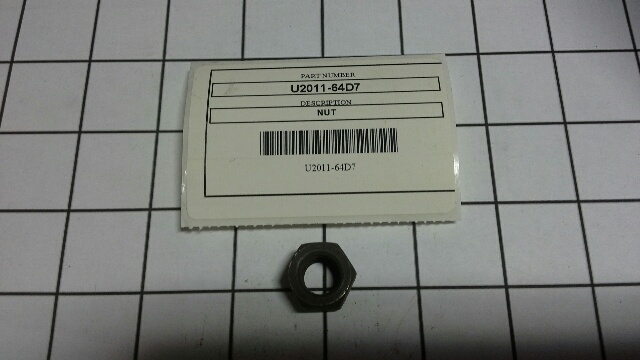 PART NUMBER
U2011-64D7
DESCRIPTION
NUT
U2011-64D7